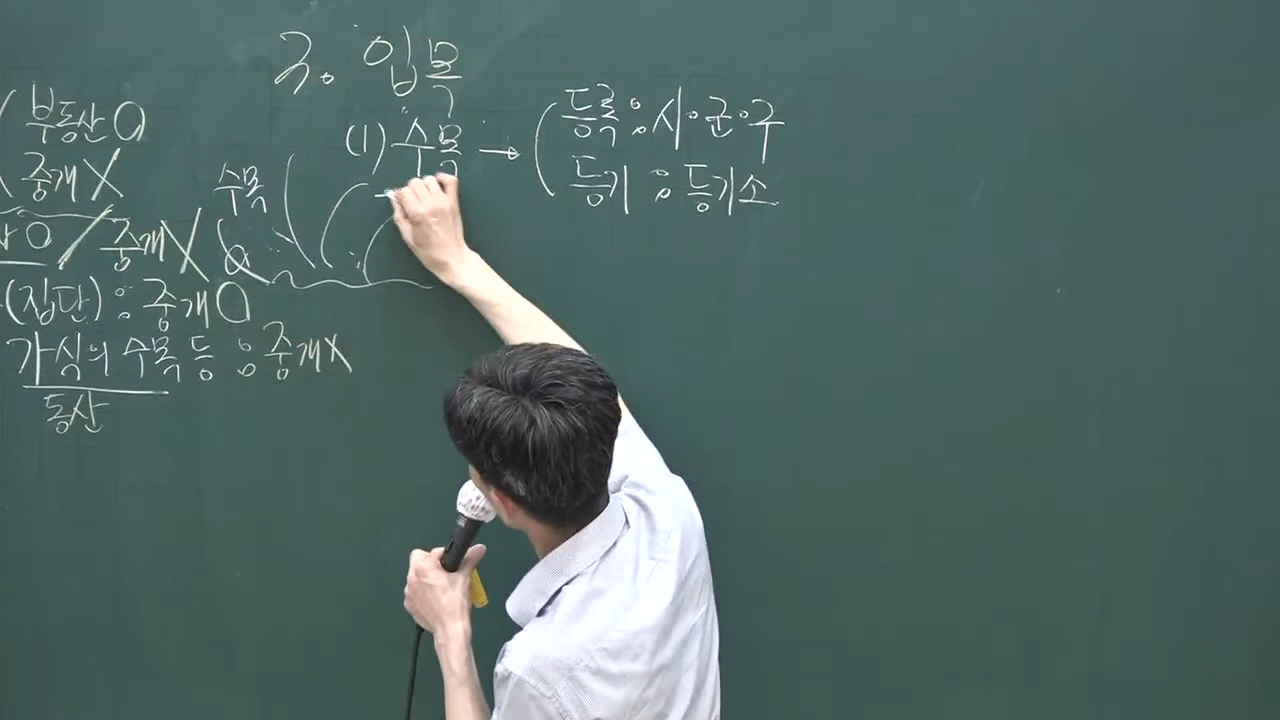 부동산 O
중개 X
산 O / 중개 X
(집단) : 중개 O
가식의 수목 등 : 중개 X
동산
수목
3. 입목
(1) 수목 →
등록 : 시·군·구
등기 : 등기소